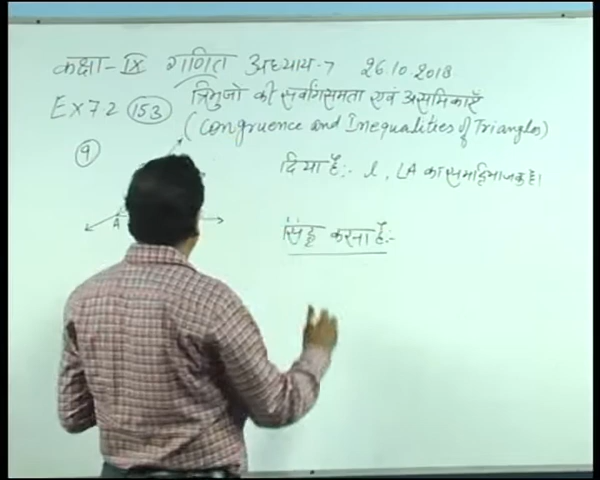 कक्षा-IX गणित अध्याय-7 26.10.2018
Ex 7.2 (153) त्रिभुजो की सर्वांगसमता एवं असमिकाएँ
(Congruence and Inequalities of Triangles)
(9)
दिया है:- l, ∠A का समद्विभाजक है।
A
सिद्ध करना है:-